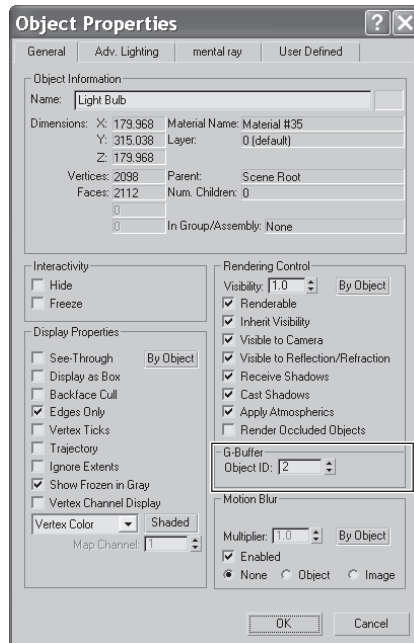 Object Properties
General Adv. Lighting mental ray User Defined
Object Information
Name: Light Bulb
Dimensions: X: 179.968 Material Name: Material #35
Y: 315.038 Layer: 0 (default)
Z: 179.968
Vertices: 2098 Parent: Scene Root
Faces: 2112 Num. Children: 0
0
0 In Group/Assembly: None
Interactivity
Hide
Freeze
Display Properties
See-Through By Object
Display as Box
Backface Cull
Edges Only
Vertex Ticks
Trajectory
Ignore Extents
Show Frozen in Gray
Vertex Channel Display
Vertex Color Shaded
Map Channel: 1
Rendering Control
Visibility: 1.0 By Object
Renderable
Inherit Visibility
Visible to Camera
Visible to Reflection/Refraction
Receive Shadows
Cast Shadows
Apply Atmospherics
Render Occluded Objects
G-Buffer
Object ID: 2
Motion Blur
Multiplier: 1.0 By Object
Enabled
None Object Image
OK Cancel